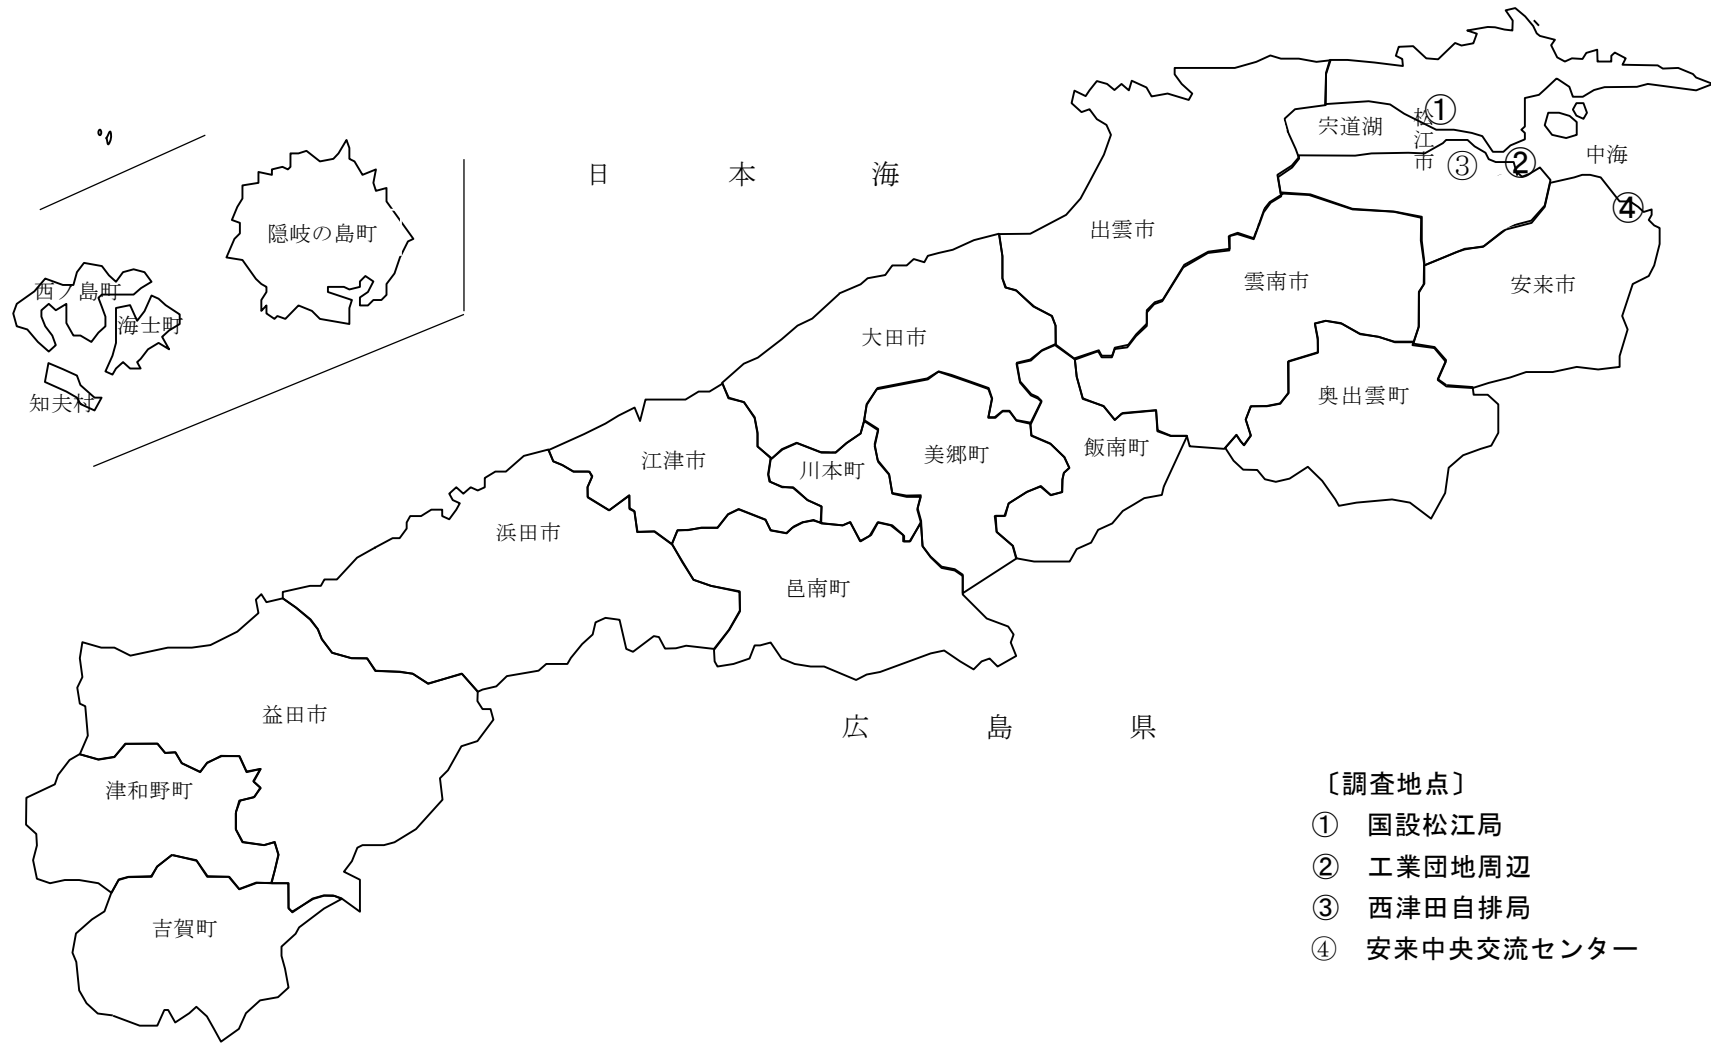 ①
宍道湖
松江市
③
②
中海
④
日本海
出雲市
隠岐の島町
雲南市
安来市
西ノ島町
海士町
大田市
知夫村
奥出雲町
美郷町
飯南町
江津市
川本町
浜田市
邑南町
益田市
広島県
津和野町
吉賀町
〔調査地点〕
① 国設松江局
② 工業団地周辺
③ 西津田自排局
④ 安来中央交流センター